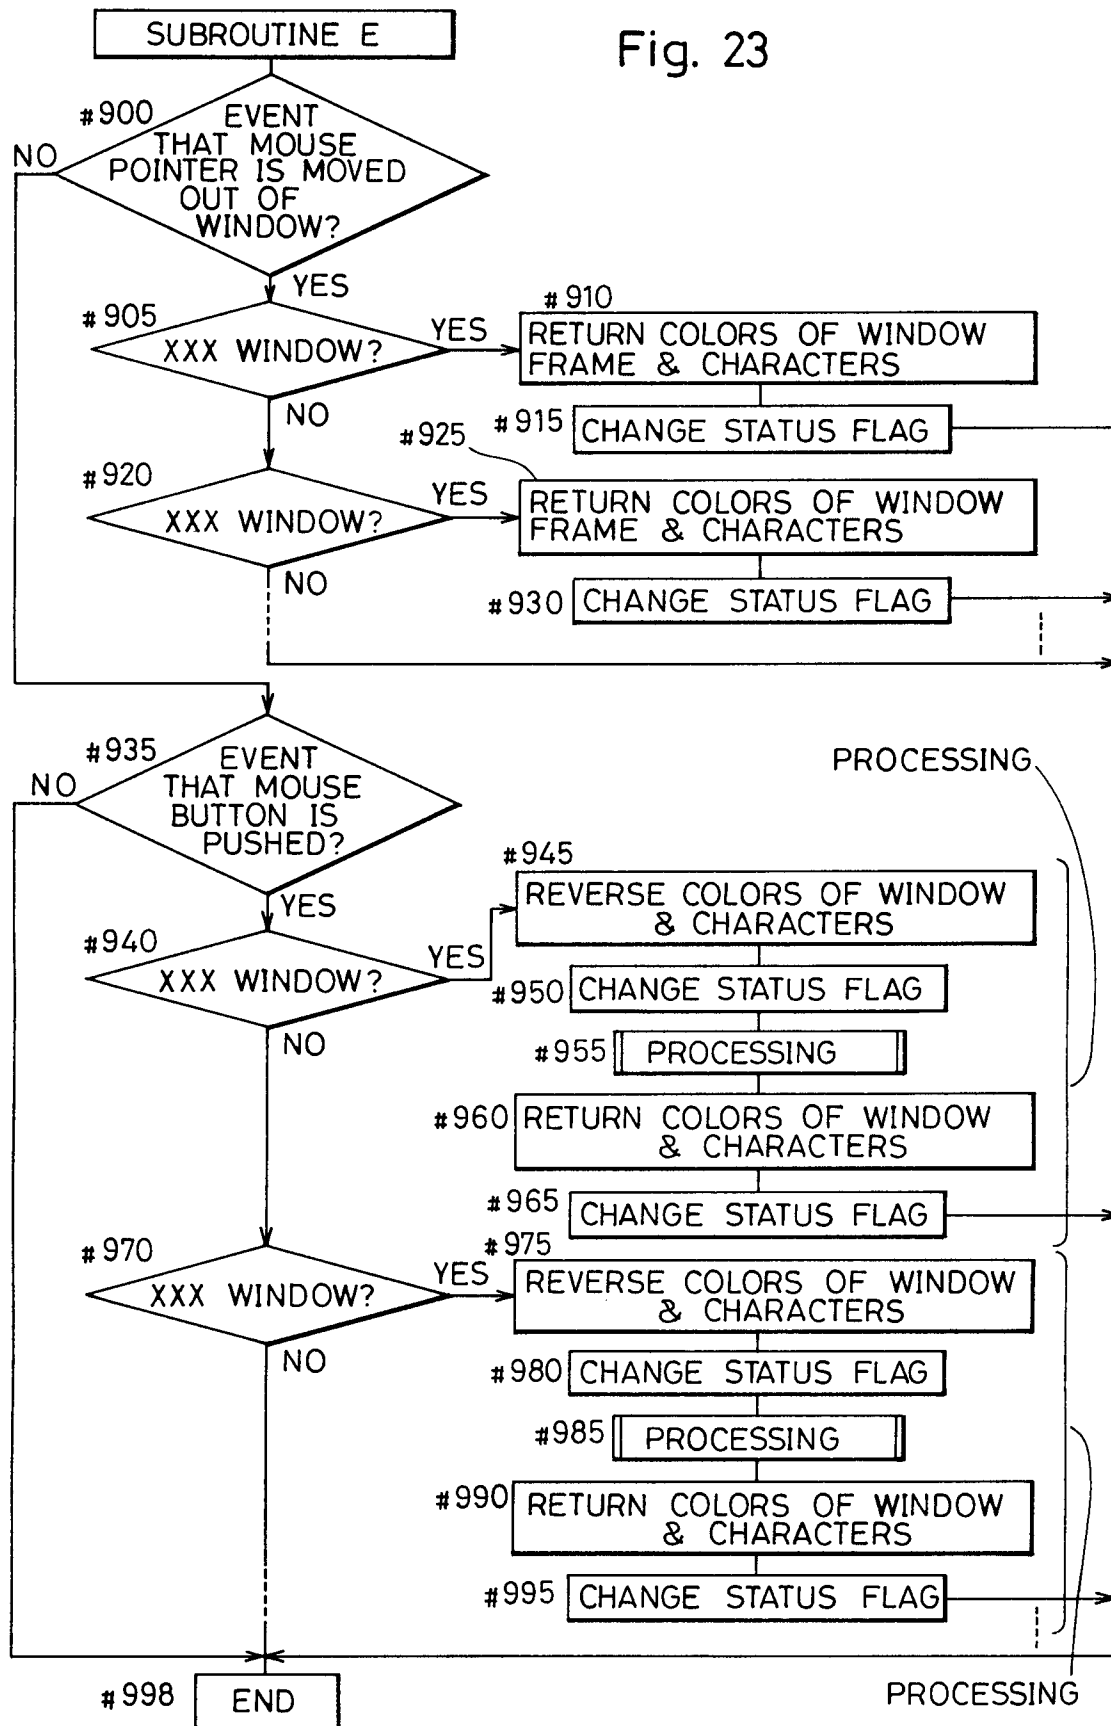 SUBROUTINE E
Fig. 23
#900
EVENT
THAT MOUSE
POINTER IS MOVED
OUT OF
WINDOW?
NO
YES
#905
XXX WINDOW?
YES
NO
#910
RETURN COLORS OF WINDOW
FRAME & CHARACTERS
#915
CHANGE STATUS FLAG
#920
XXX WINDOW?
YES
NO
#925
RETURN COLORS OF WINDOW
FRAME & CHARACTERS
#930
CHANGE STATUS FLAG
#935
EVENT
THAT MOUSE
BUTTON IS
PUSHED?
NO
YES
PROCESSING
#940
XXX WINDOW?
YES
NO
#945
REVERSE COLORS OF WINDOW
& CHARACTERS
#950
CHANGE STATUS FLAG
#955
PROCESSING
#960
RETURN COLORS OF WINDOW
& CHARACTERS
#965
CHANGE STATUS FLAG
#970
XXX WINDOW?
YES
NO
#975
REVERSE COLORS OF WINDOW
& CHARACTERS
#980
CHANGE STATUS FLAG
#985
PROCESSING
#990
RETURN COLORS OF WINDOW
& CHARACTERS
#995
CHANGE STATUS FLAG
#998
END
PROCESSING